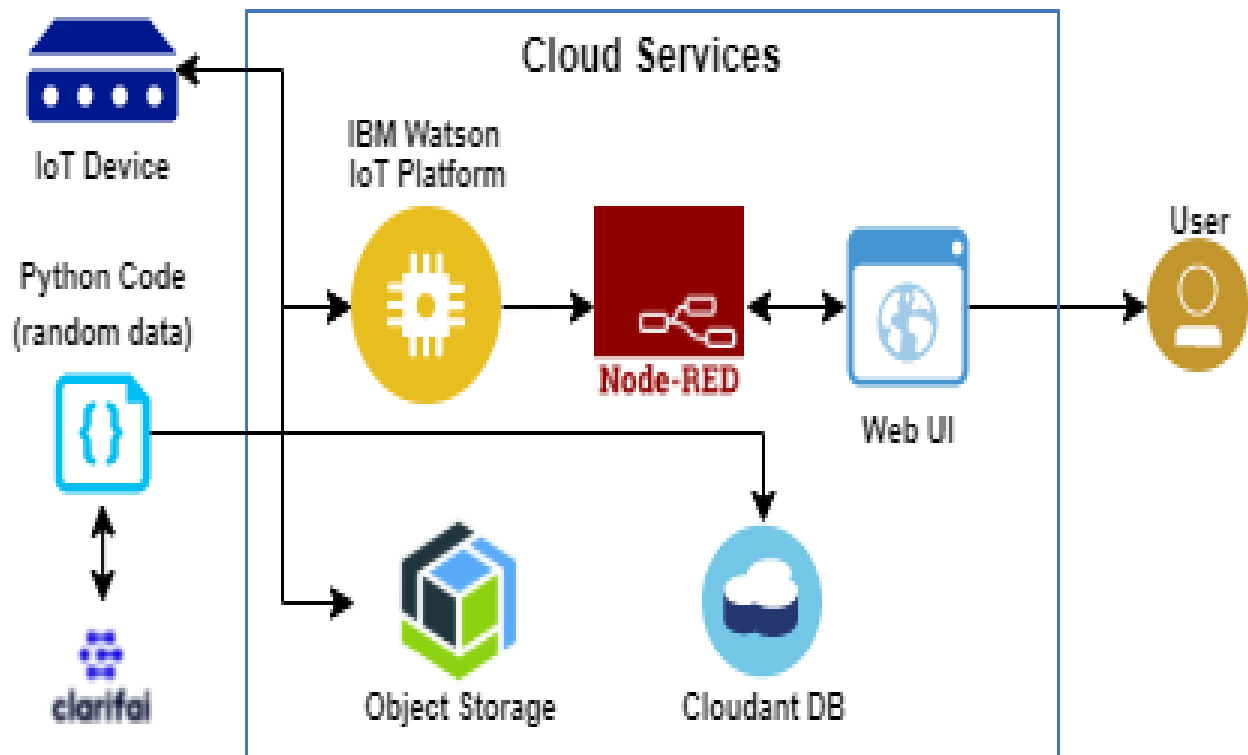 Cloud Services
IoT Device
IBM Watson
IoT Platform
User
Python Code
(random data)
Node-RED
Web UI
{}
clarifai
Object Storage
Cloudant DB